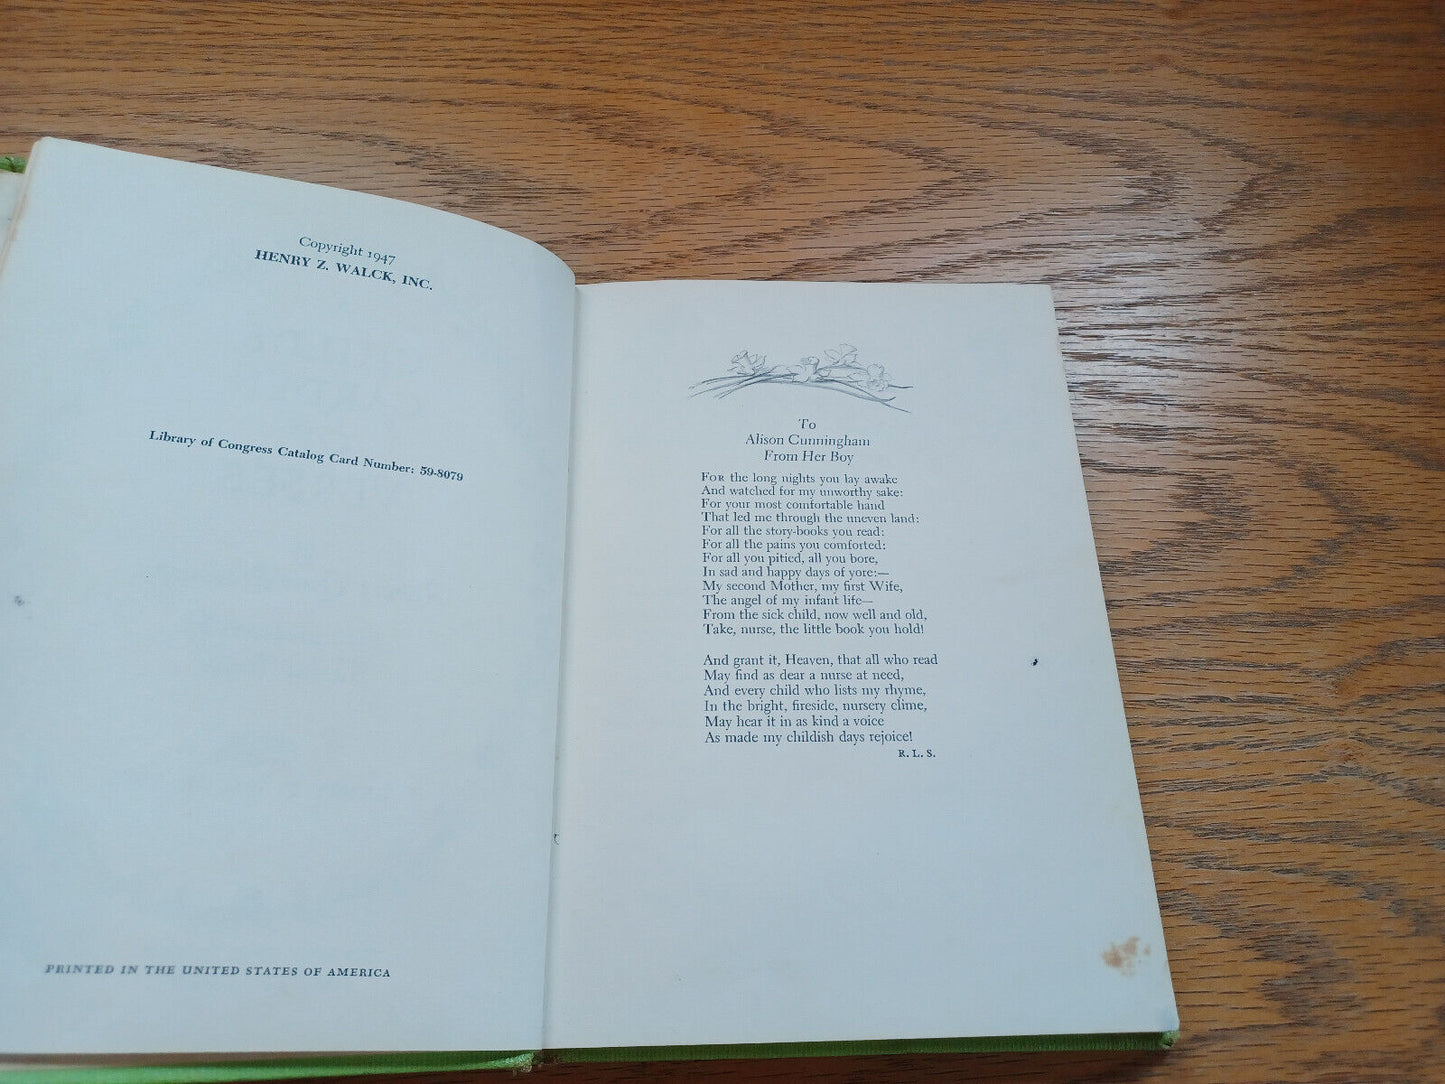 Copyright 1947
HENRY Z. WALCK, INC.
Library of Congress Catalog Card Number: 59-8079
PRINTED IN THE UNITED STATES OF AMERICA
To
Alison Cunningham
From Her Boy
FOR the long nights you lay awake
And watched for my unworthy sake:
For your most comfortable hand
That led me through the uneven land:
For all the story-books you read:
For all the pains you comforted:
For all you pitied, all you bore,
In sad and happy days of yore:—
My second Mother, my first Wife,
The angel of my infant life—
From the sick child, now well and old,
Take, nurse, the little book you hold!
And grant it, Heaven, that all who read
May find as dear a nurse at need,
And every child who lists my rhyme,
In the bright, fireside, nursery clime,
May hear it in as kind a voice
As made my childish days rejoice!
R. L. S.